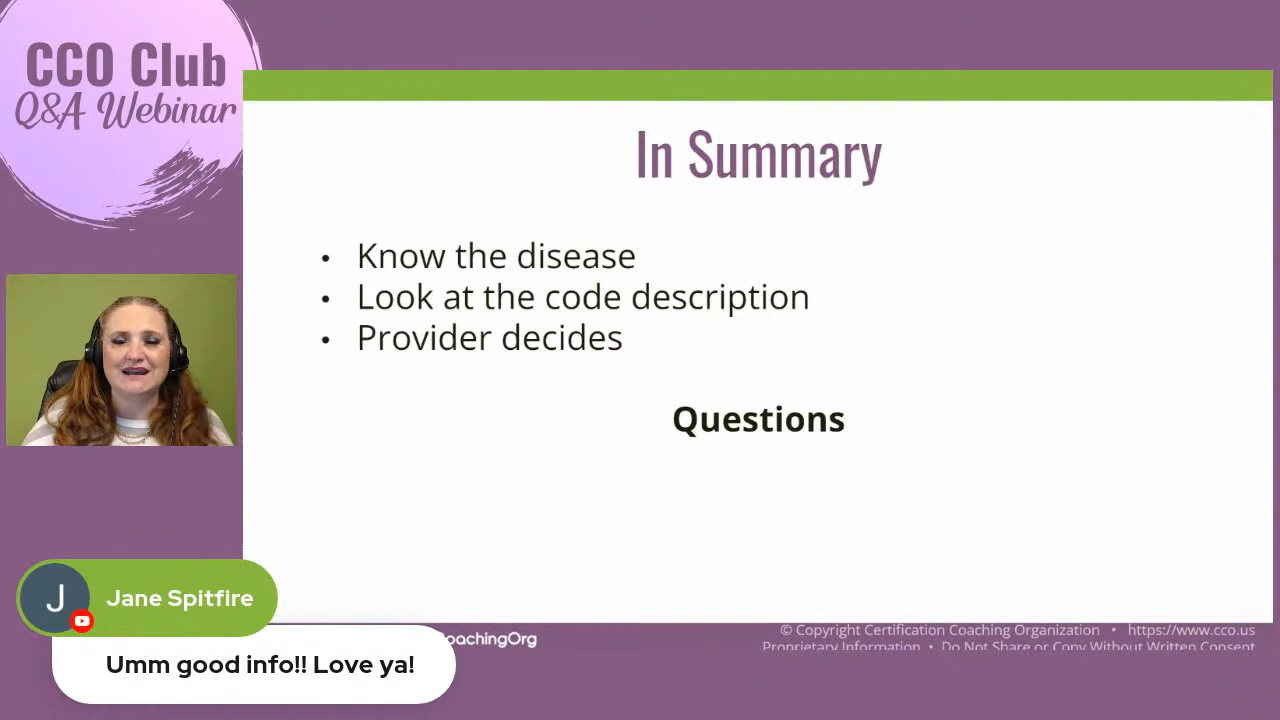 CCO Club
Q&A Webinar
In Summary
• Know the disease
• Look at the code description
• Provider decides
Questions
J
Jane Spitfire
Umm good info!! Love ya!
oachingOrg
© Copyright Certification Coaching Organization • https://www.cco.us
Proprietary Information • Do Not Share or Copy Without Written Consent